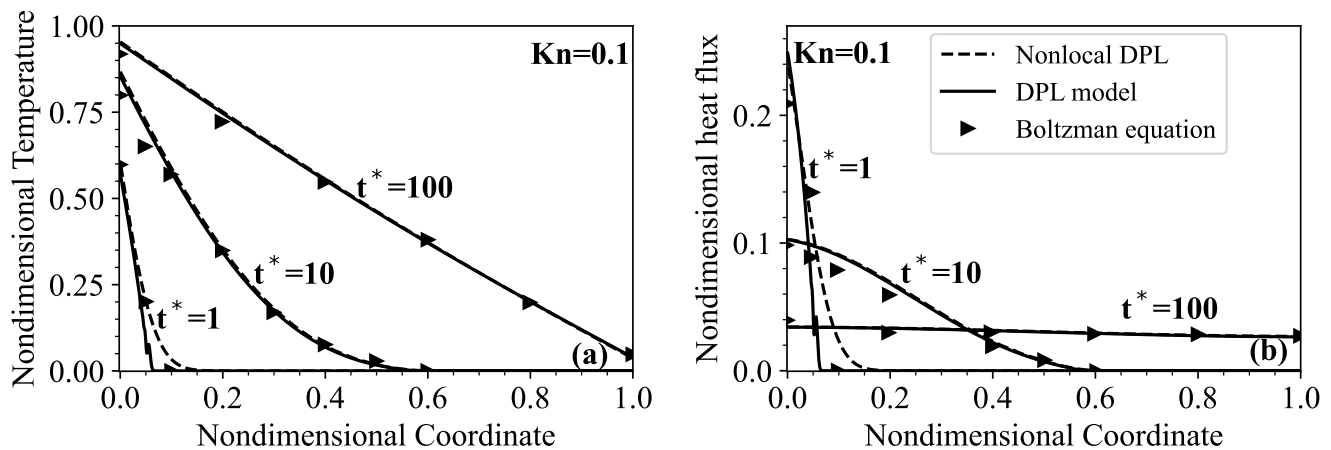 Nondimensional Temperature
1.00
0.75
0.50
0.25
0.00
Kn=0.1
t*=100
t*=10
t*=1
(a)
0.0 0.2 0.4 0.6 0.8 1.0
Nondimensional Coordinate
Nondimensional heat flux
0.2
0.1
0.0
Kn=0.1
Nonlocal DPL
DPL model
Boltzman equation
t*=1
t*=10
t*=100
(b)
0.0 0.2 0.4 0.6 0.8 1.0
Nondimensional Coordinate